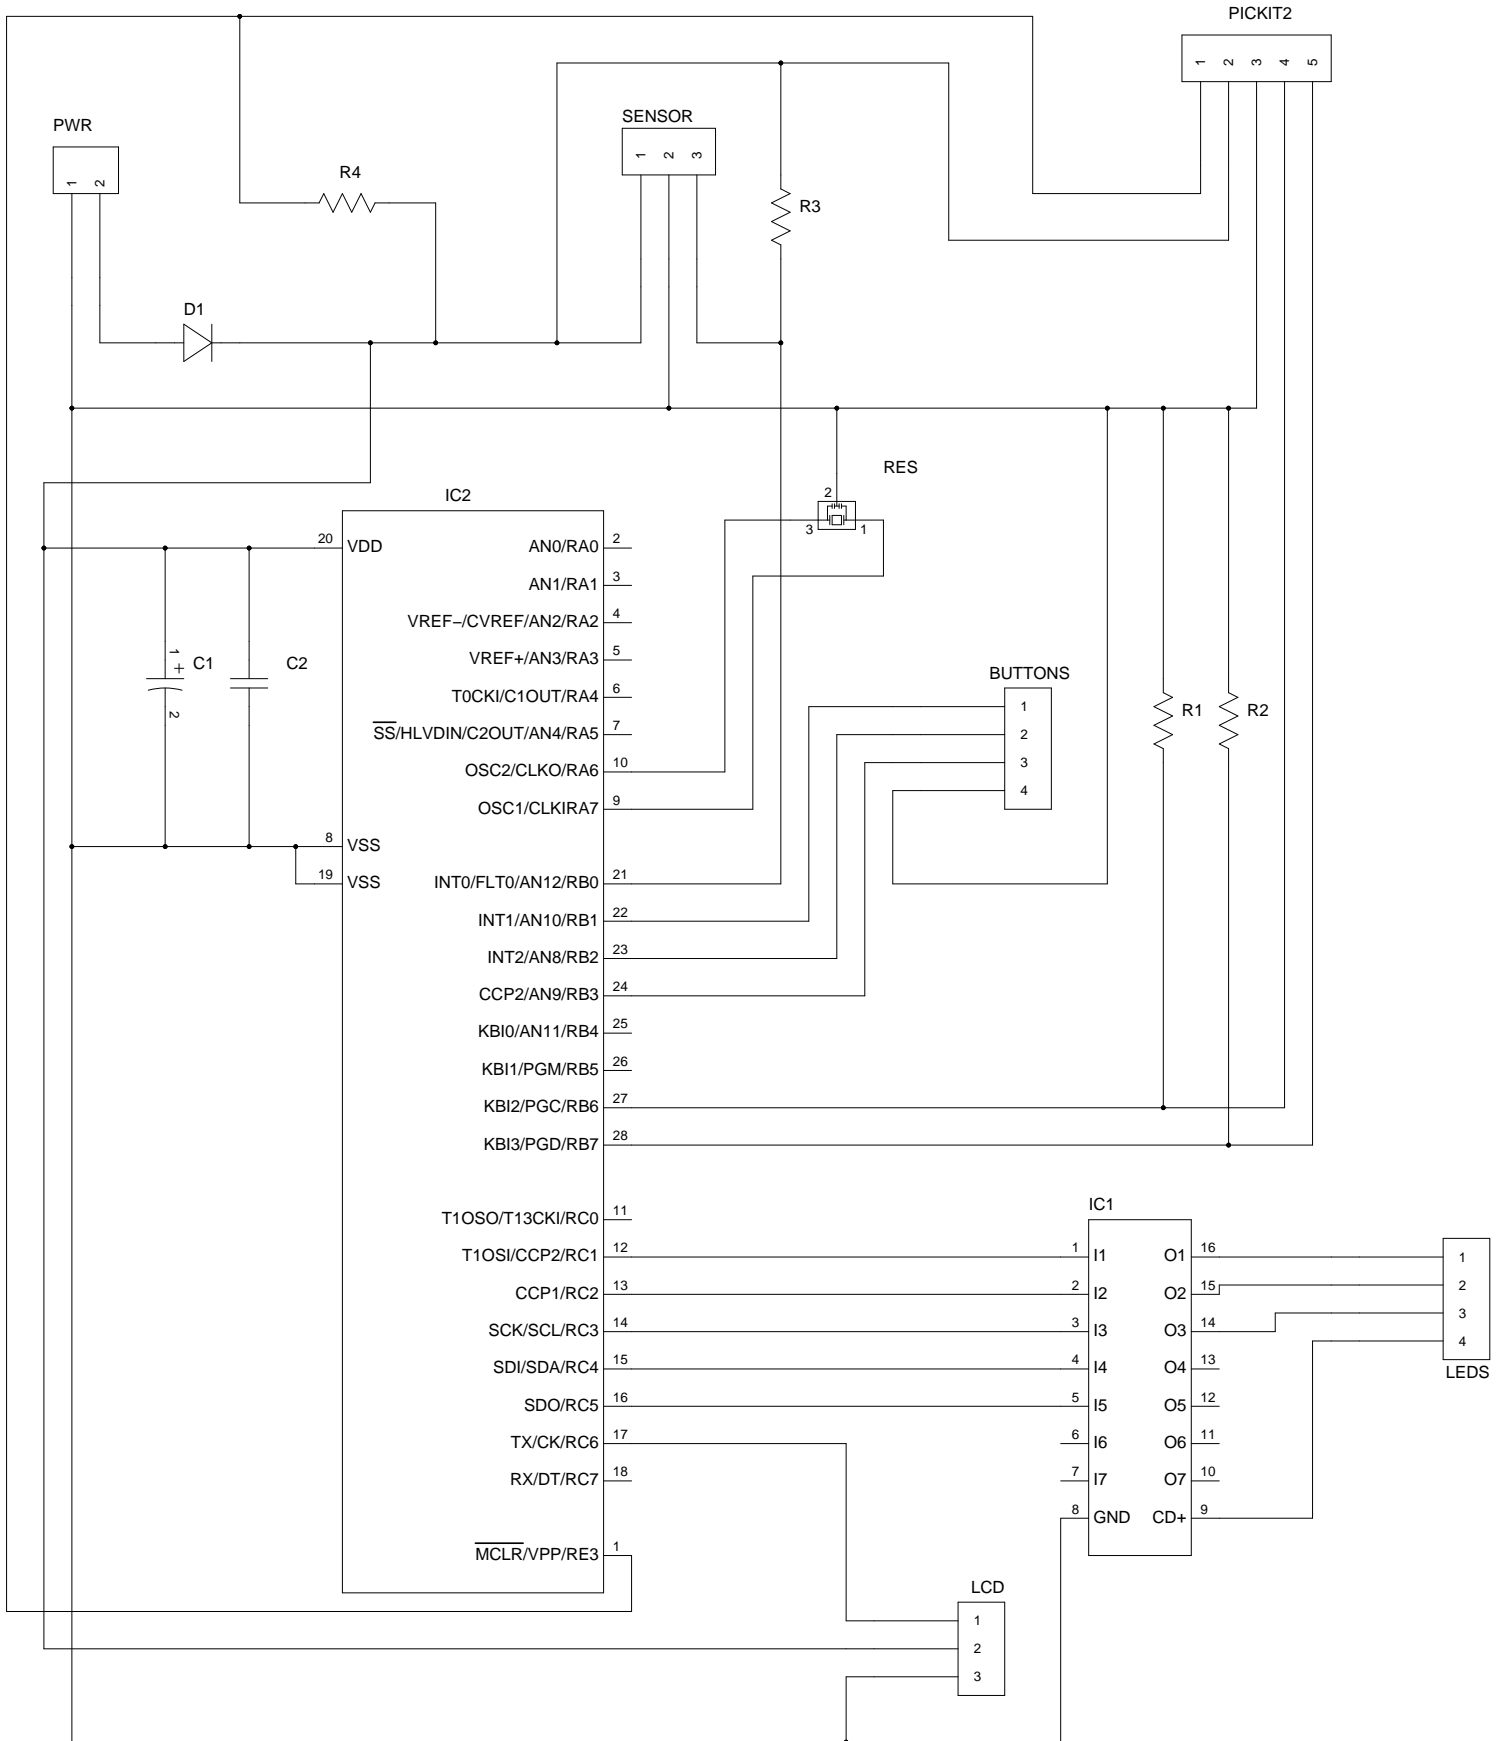 PICKIT2
1 2 3 4 5
PWR
1 2
SENSOR
1 2 3
R4
R3
D1
RES
2
3 1
IC2
20 VDD
AN0/RA0 2
AN1/RA1 3
VREF−/CVREF/AN2/RA2 4
VREF+/AN3/RA3 5
T0CKI/C1OUT/RA4 6
SS/HLVDIN/C2OUT/AN4/RA5 7
OSC2/CLKO/RA6 10
OSC1/CLKIRA7 9
1 + C1
2
C2
8 VSS
19 VSS
INT0/FLT0/AN12/RB0 21
INT1/AN10/RB1 22
INT2/AN8/RB2 23
CCP2/AN9/RB3 24
KBI0/AN11/RB4 25
KBI1/PGM/RB5 26
KBI2/PGC/RB6 27
KBI3/PGD/RB7 28
BUTTONS
1
2
3
4
R1
R2
T1OSO/T13CKI/RC0 11
T1OSI/CCP2/RC1 12
CCP1/RC2 13
SCK/SCL/RC3 14
SDI/SDA/RC4 15
SDO/RC5 16
TX/CK/RC6 17
RX/DT/RC7 18
MCLR/VPP/RE3 1
IC1
1 I1 O1 16
2 I2 O2 15
3 I3 O3 14
4 I4 O4 13
5 I5 O5 12
6 I6 O6 11
7 I7 O7 10
8 GND CD+ 9
1
2
3
4
LEDS
LCD
1
2
3